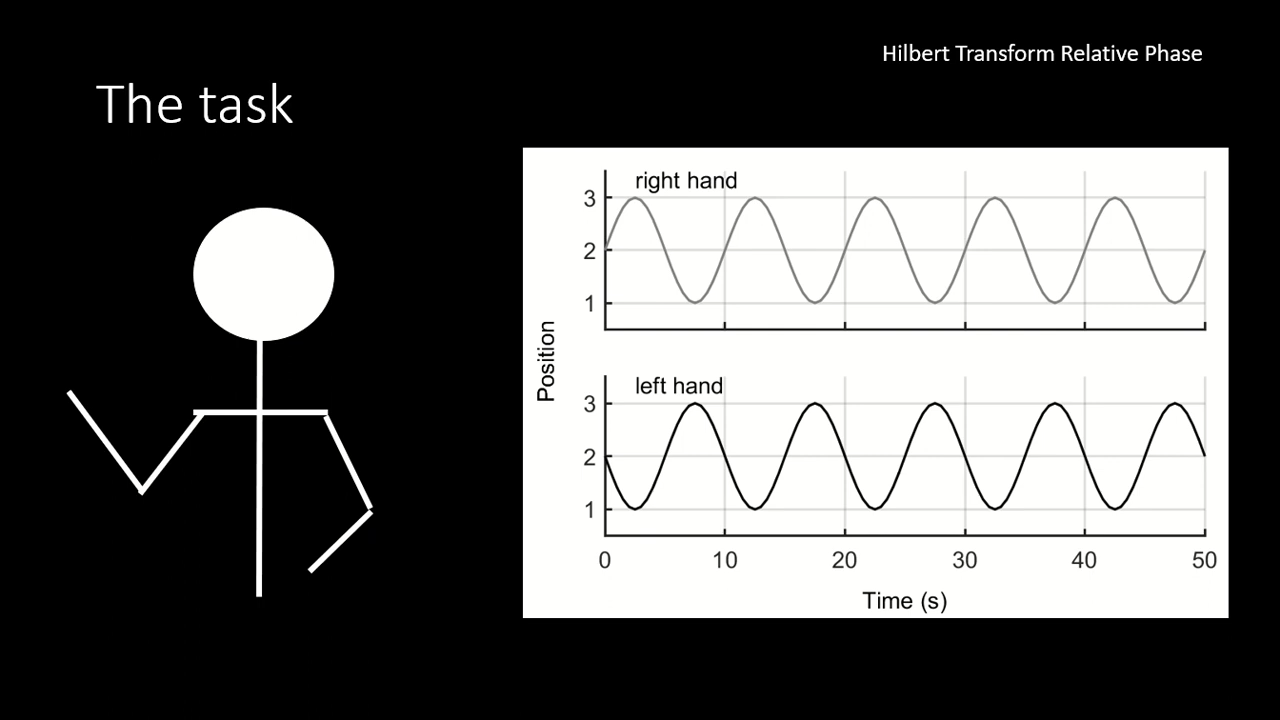 Hilbert Transform Relative Phase
The task
right hand
3
2
1
Position
left hand
3
2
1
0 10 20 30 40 50
Time (s)